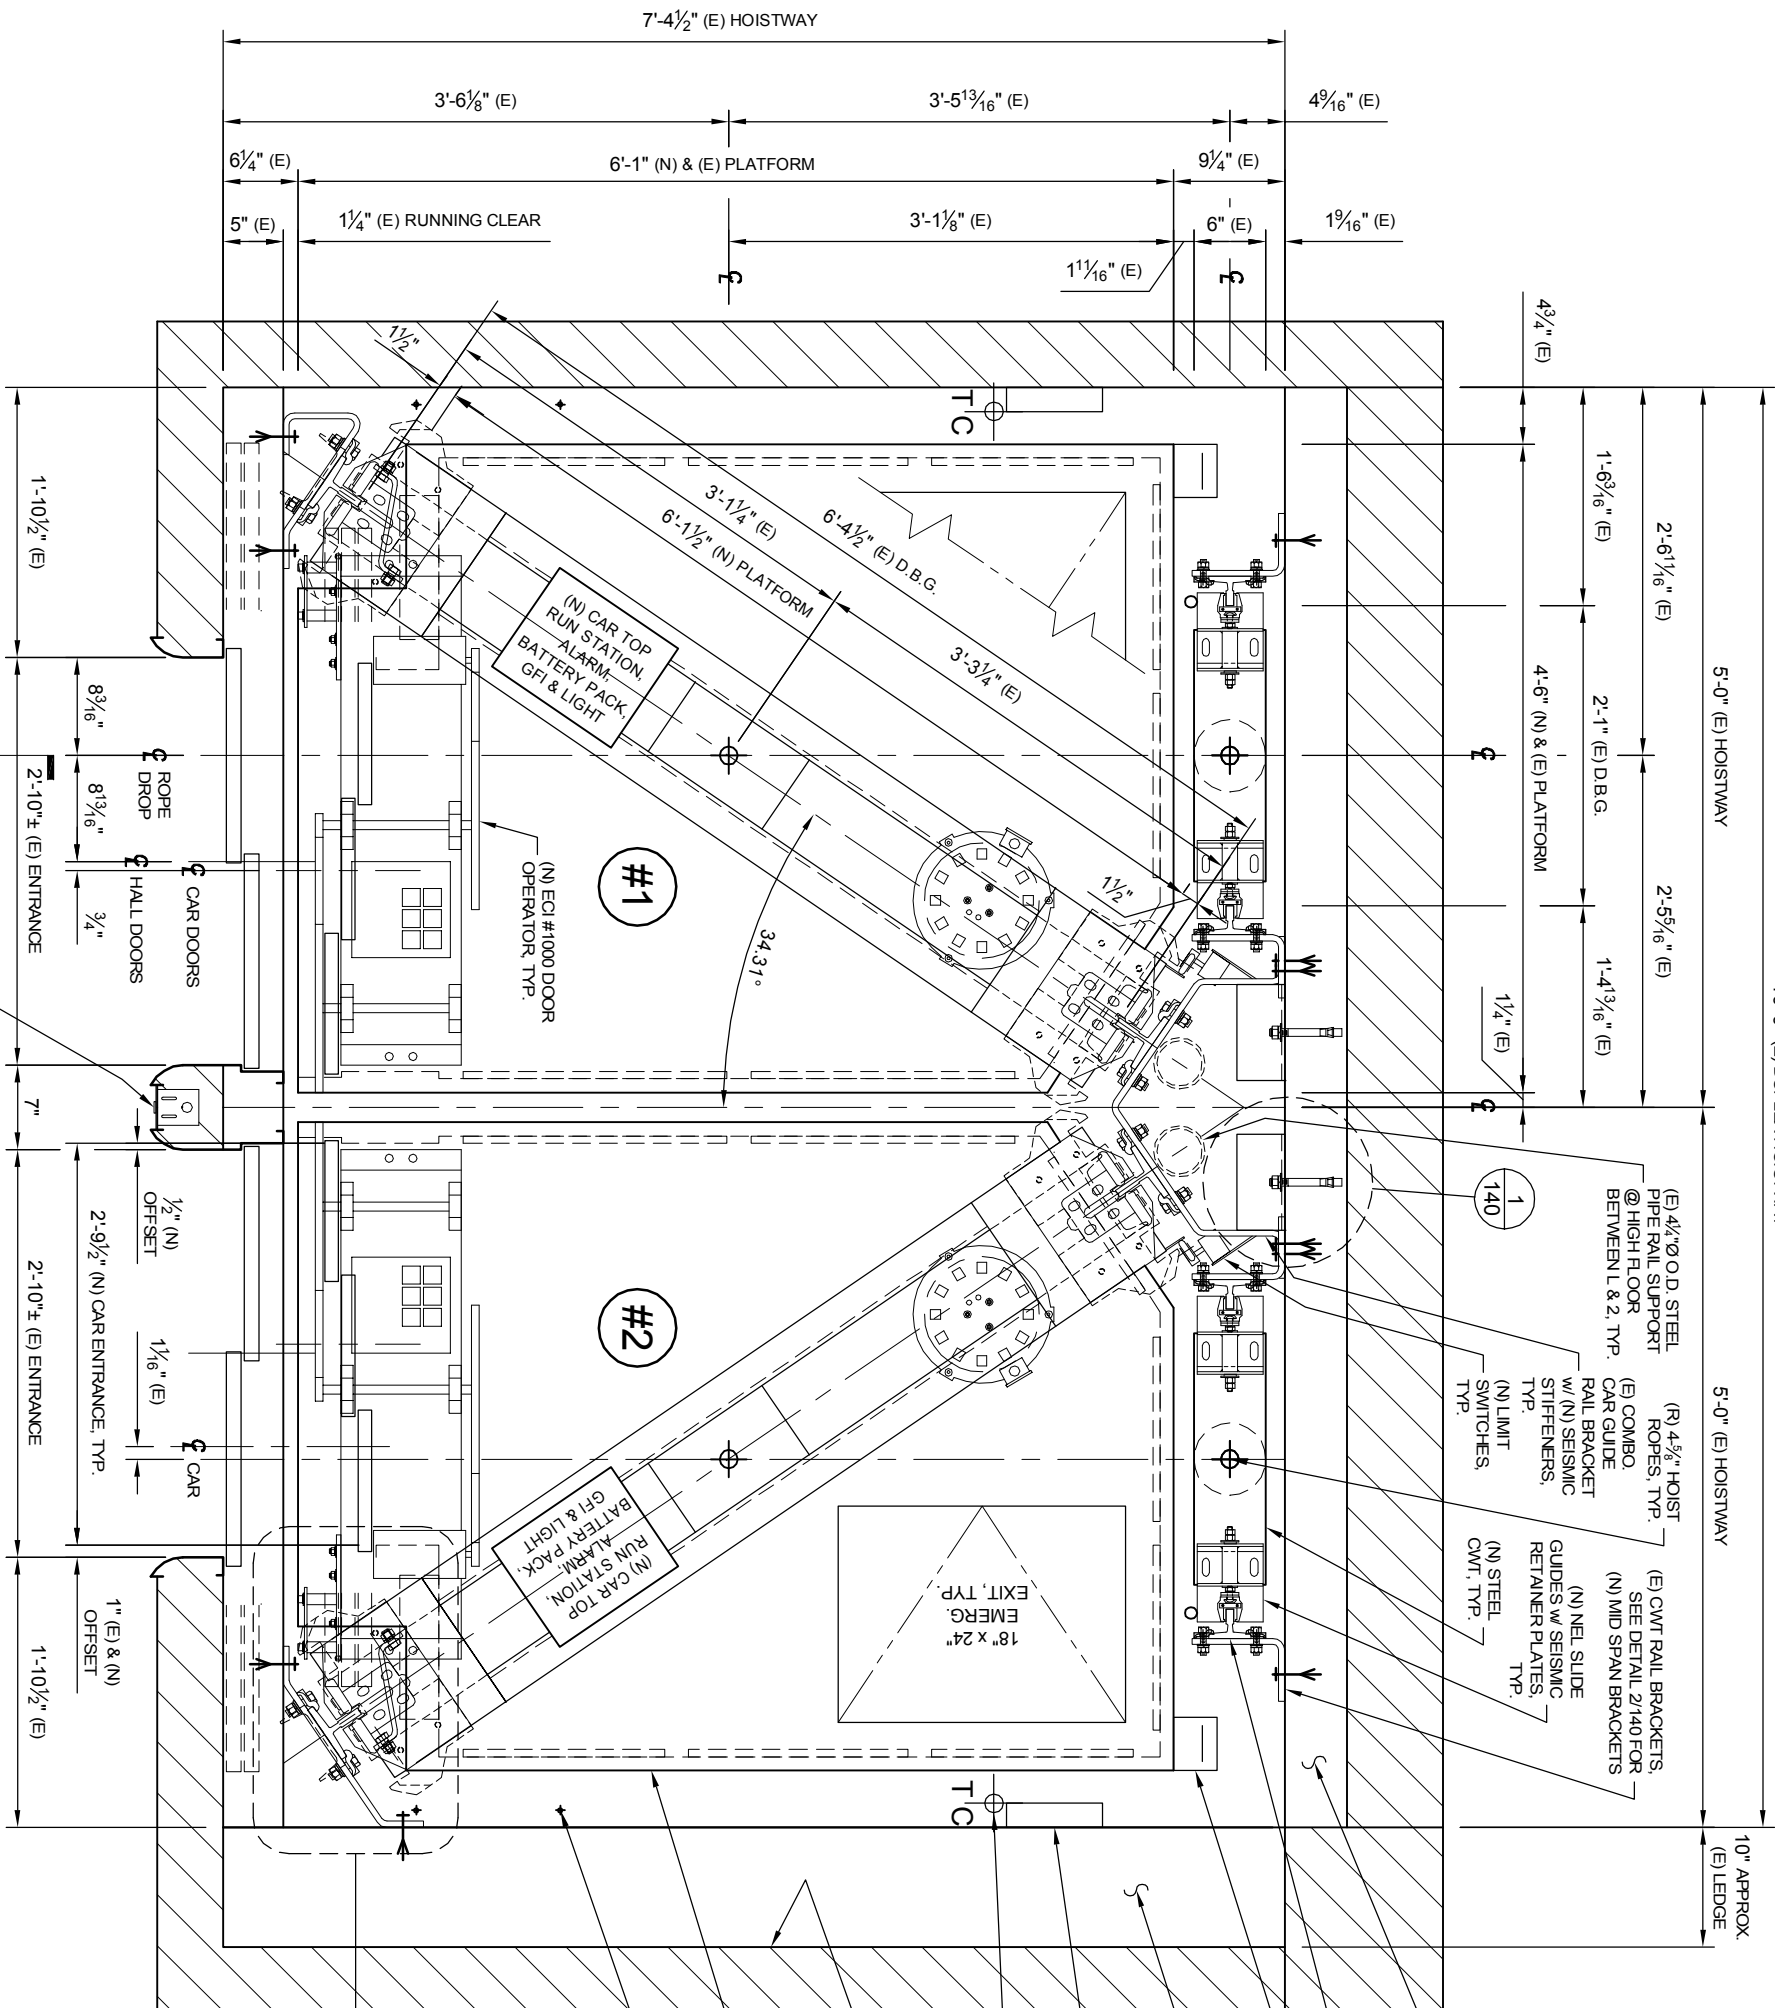 7'-4½" (E) HOISTWAY
3'-6⅛" (E)
3'-5¹³⁄₁₆" (E)
4⁹⁄₁₆" (E)
6¼" (E)
6'-1" (N) & (E) PLATFORM
9¼" (E)
5" (E)
1¼" (E) RUNNING CLEAR
3'-1⅛" (E)
6" (E)
1⁹⁄₁₆" (E)
1¹¹⁄₁₆" (E)
4¾" (E)
1'-6³⁄₁₆" (E)
2'-6¹¹⁄₁₆" (E)
2'-1" (E) D.B.G.
4'-6" (N) & (E) PLATFORM
5'-0" (E) HOISTWAY
2'-5⁵⁄₁₆" (E)
1'-4¹³⁄₁₆" (E)
1¼" (E)
5'-0" (E) HOISTWAY
10" APPROX.
(E) LEDGE
1½"
3'-1¼" (E)
6'-1½" (N) PLATFORM
6'-4½" (E) D.B.G.
3'-3¼" (E)
1½"
34.31°
T C
(N) CAR TOP
RUN STATION,
ALARM,
BATTERY PACK,
GFI & LIGHT
(N) ECI #1000 DOOR
OPERATOR, TYP.
#1
1
140
(E) 4¼"Ø O.D. STEEL
PIPE RAIL SUPPORT
@ HIGH FLOOR
BETWEEN L & 2, TYP.
(E) COMBO.
CAR GUIDE
RAIL BRACKET
W/ (N) SEISMIC
STIFFENERS,
TYP.
(N) LIMIT
SWITCHES,
TYP.
(R) 4-⅝" HOIST
ROPES, TYP.
(E) CWT RAIL BRACKETS,
SEE DETAIL 2/140 FOR
(N) MID SPAN BRACKETS
(N) NEL SLIDE
GUIDES W/ SEISMIC
RETAINER PLATES,
TYP.
(N) STEEL
CWT, TYP.
#2
(N) CAR TOP
RUN STATION,
ALARM,
BATTERY PACK,
GFI & LIGHT
18" x 24"
EMERG.
EXIT, TYP.
T C
1'-10½" (E)
8³⁄₁₆"
8¹³⁄₁₆"
¾"
℄ ROPE
DROP
℄ HALL DOORS
℄ CAR DOORS
2'-10"± (E) ENTRANCE
7"
½" (N)
OFFSET
2'-9½" (N) CAR ENTRANCE, TYP.
1¹⁄₁₆" (E)
℄ CAR
2'-10"± (E) ENTRANCE
1" (E) & (N)
OFFSET
1'-10½" (E)